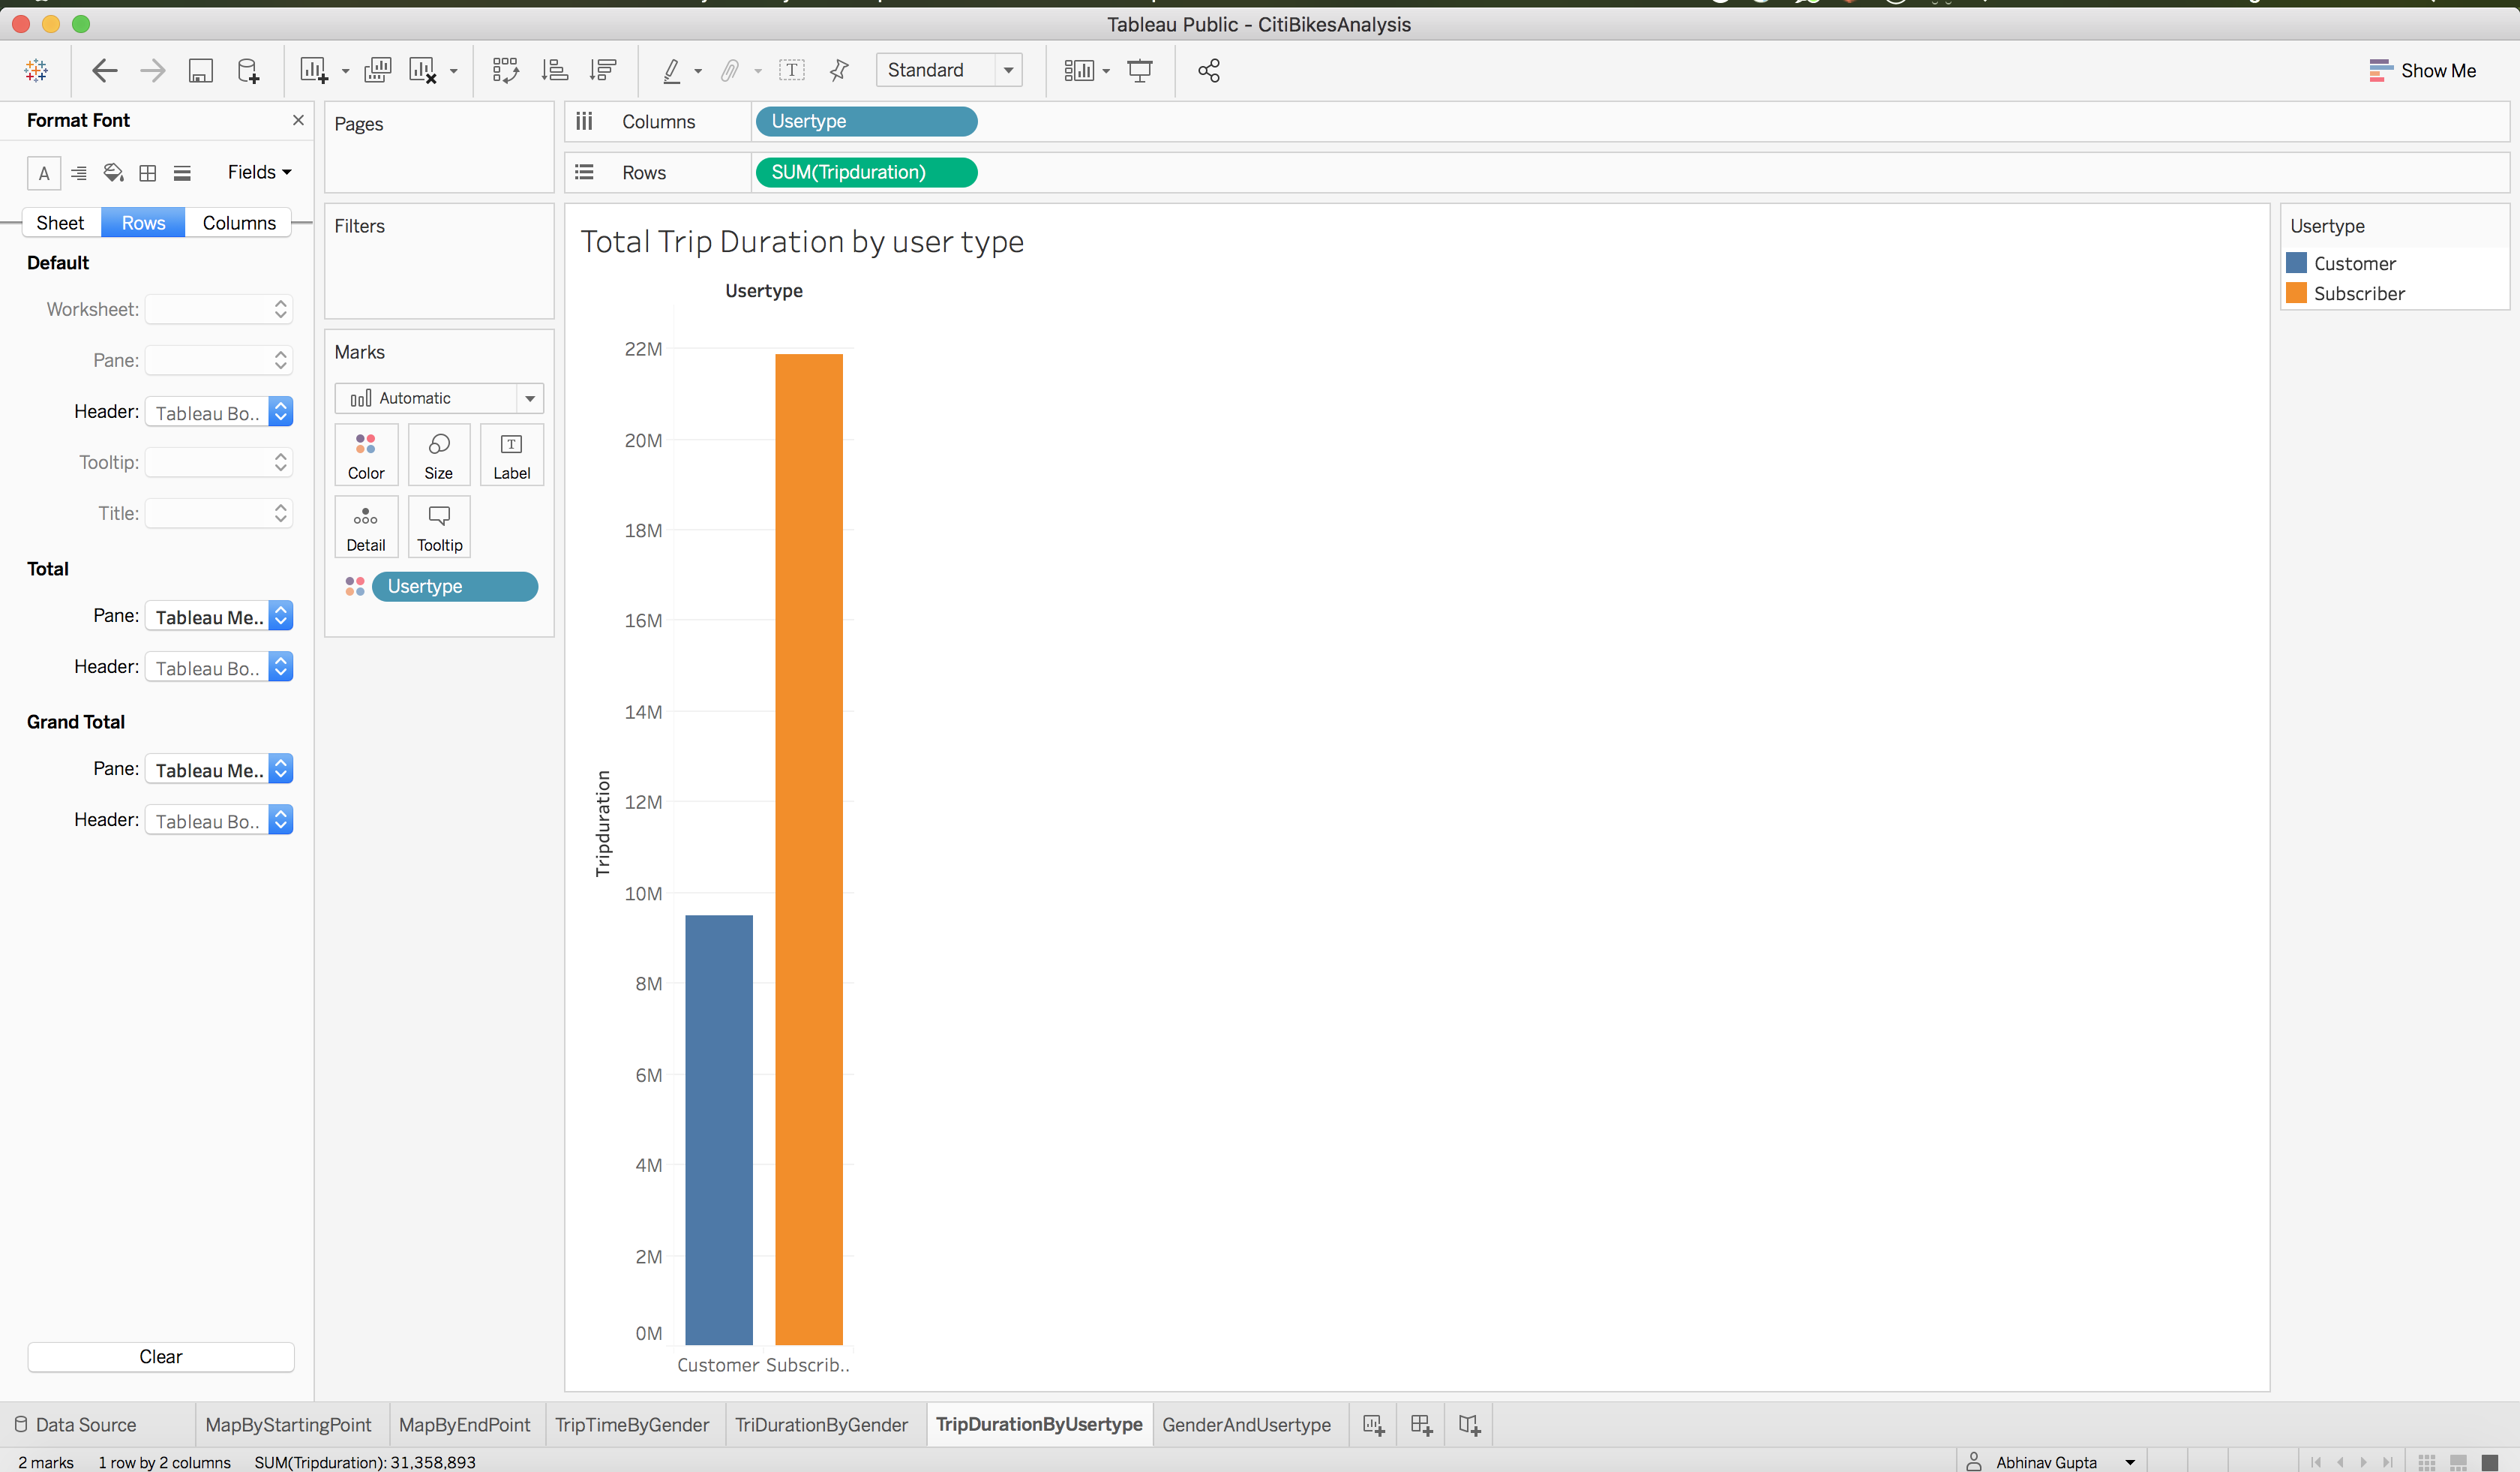 Tableau Public - CitiBikesAnalysis
Standard
Show Me
Format Font
Fields
Sheet Rows Columns
Default
Worksheet:
Pane:
Header: Tableau Bo..
Tooltip:
Title:
Total
Pane: Tableau Me..
Header: Tableau Bo..
Grand Total
Pane: Tableau Me..
Header: Tableau Bo..
Clear
Pages
Filters
Marks
Automatic
Color Size Label
Detail Tooltip
Usertype
Columns Usertype
Rows SUM(Tripduration)
Total Trip Duration by user type
Usertype
22M
20M
18M
16M
14M
12M
10M
8M
6M
4M
2M
0M
Tripduration
Customer Subscrib..
Usertype
Customer
Subscriber
Data Source MapByStartingPoint MapByEndPoint TripTimeByGender TriDurationByGender TripDurationByUsertype GenderAndUsertype
2 marks 1 row by 2 columns SUM(Tripduration): 31,358,893 Abhinav Gupta